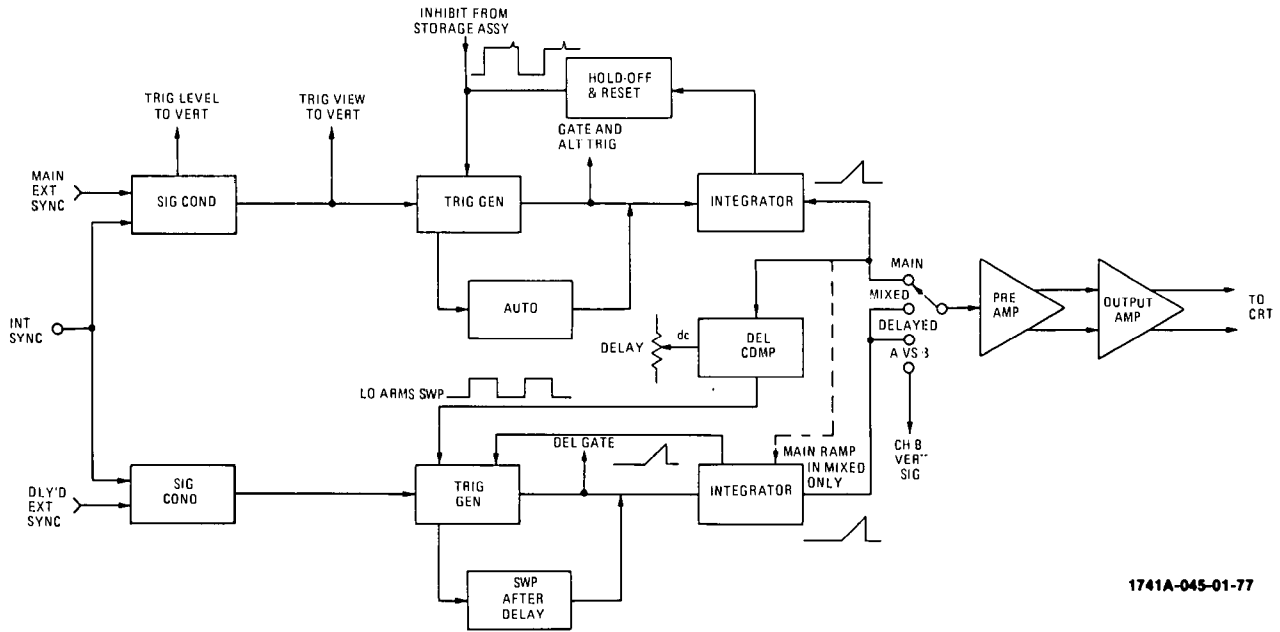 INHIBIT FROM
STORAGE ASSY
HOLD-OFF
& RESET
TRIG LEVEL
TO VERT
TRIG VIEW
TO VERT
GATE AND
ALT TRIG
MAIN
EXT
SYNC
SIG COND
TRIG GEN
INTEGRATOR
AUTO
INT
SYNC
MAIN
MIXED
DELAYED
A VS B
PRE
AMP
OUTPUT
AMP
TO
CRT
DELAY
dc
DEL
COMP
LO ARMS SWP
DEL GATE
MAIN RAMP
IN MIXED
ONLY
CH B
VERT
SIG
SIG
COND
TRIG
GEN
INTEGRATOR
DLY'D
EXT
SYNC
SWP
AFTER
DELAY
1741A-045-01-77